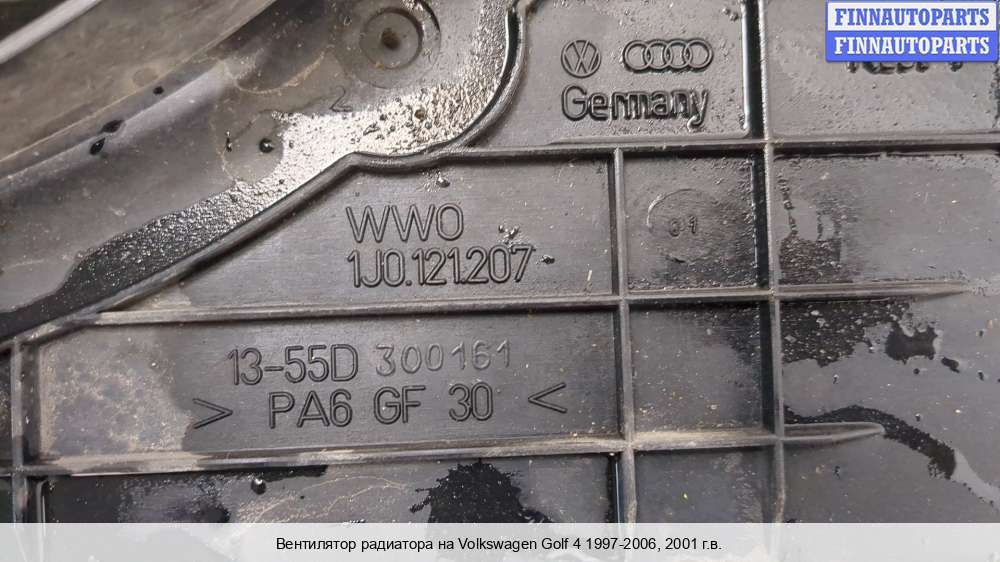 FINNAUTOPARTS
FINNAUTOPARTS
Germany
WWO
01
1J0.121.207
13-55D 300161
> PA6 GF 30 <
Вентилятор радиатора на Volkswagen Golf 4 1997-2006, 2001 г.в.